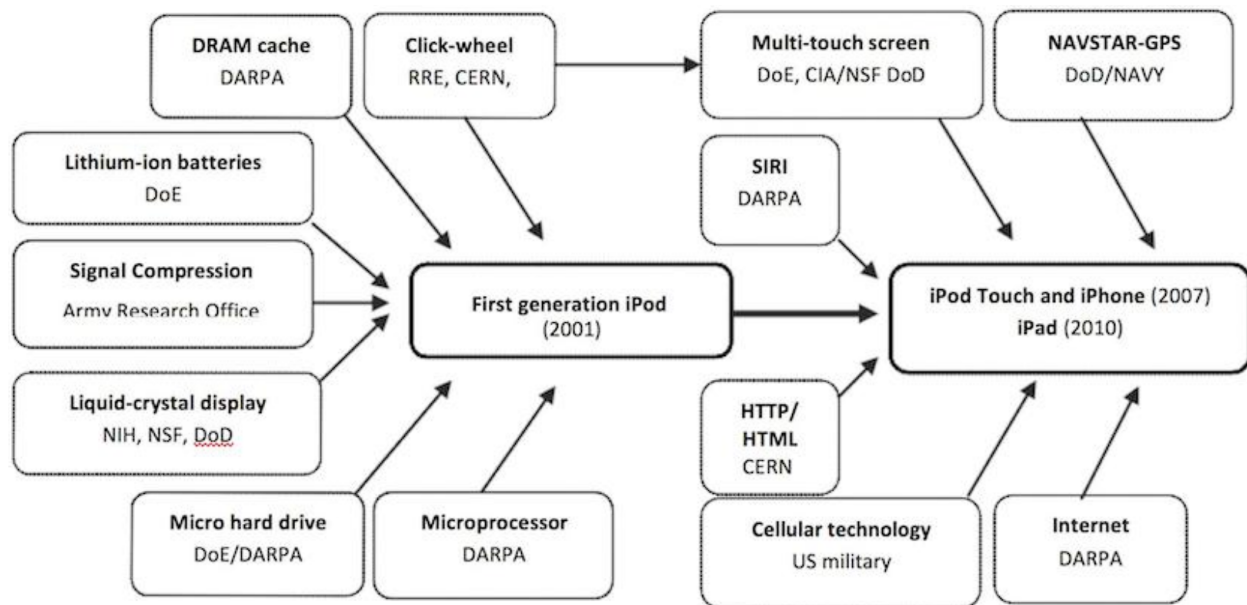 DRAM cache
DARPA
Click-wheel
RRE, CERN,
Multi-touch screen
DoE, CIA/NSF DoD
NAVSTAR-GPS
DoD/NAVY
Lithium-ion batteries
DoE
SIRI
DARPA
Signal Compression
Army Research Office
First generation iPod
(2001)
iPod Touch and iPhone (2007)
iPad (2010)
Liquid-crystal display
NIH, NSF, DoD
HTTP/
HTML
CERN
Micro hard drive
DoE/DARPA
Microprocessor
DARPA
Cellular technology
US military
Internet
DARPA